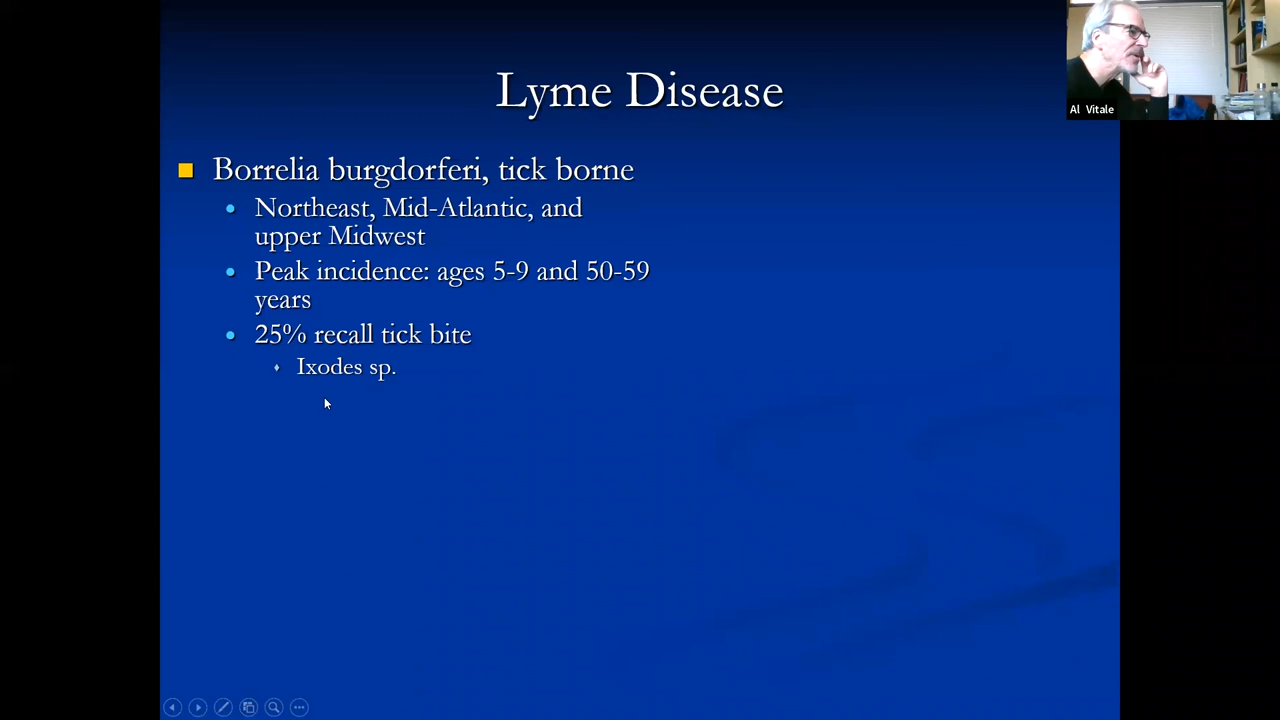 Lyme Disease
Al Vitale
Borrelia burgdorferi, tick borne
Northeast, Mid-Atlantic, and
upper Midwest
Peak incidence: ages 5-9 and 50-59
years
25% recall tick bite
Ixodes sp.